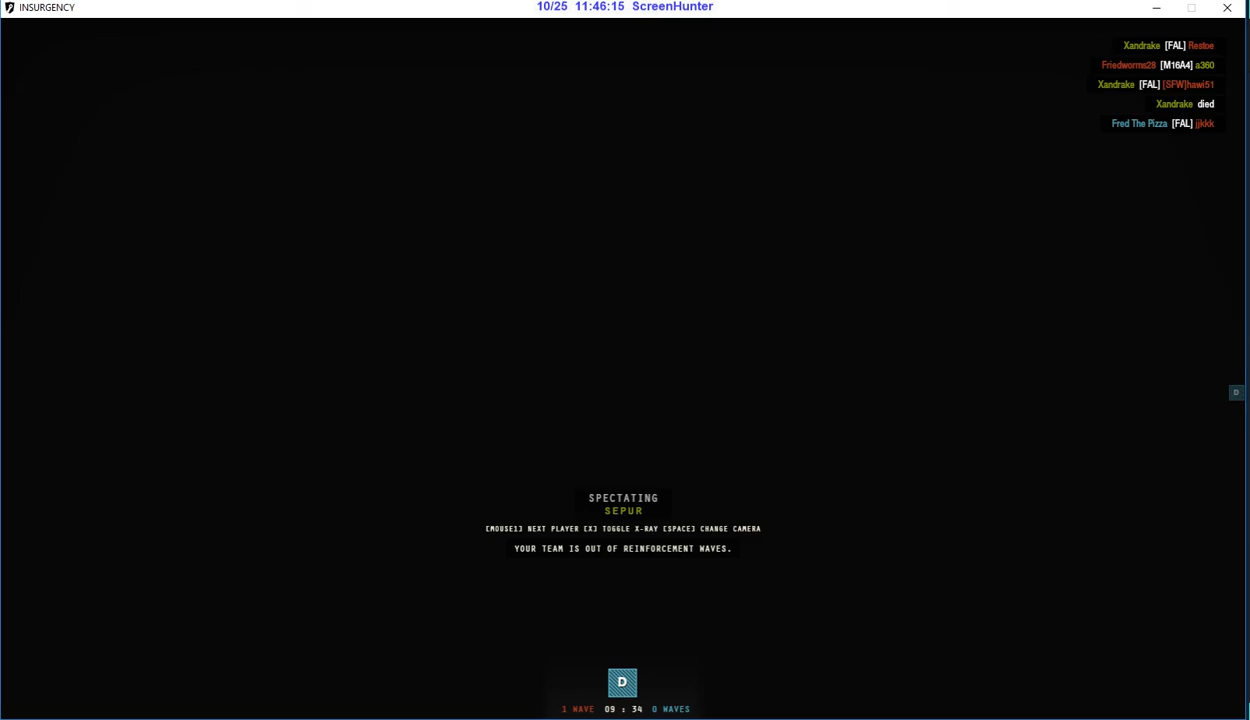 INSURGENCY
10/25 11:46:15 ScreenHunter
Xandrake [FAL] Restoe
Friedworms28 [M16A4] a360
Xandrake [FAL] [SFW]hawi51
Xandrake died
Fred The Pizza [FAL] jjkkk
D
SPECTATING
SEPUR
[MOUSE1] NEXT PLAYER [X] TOGGLE X-RAY [SPACE] CHANGE CAMERA
YOUR TEAM IS OUT OF REINFORCEMENT WAVES.
D
1 WAVE 09 : 34 0 WAVES